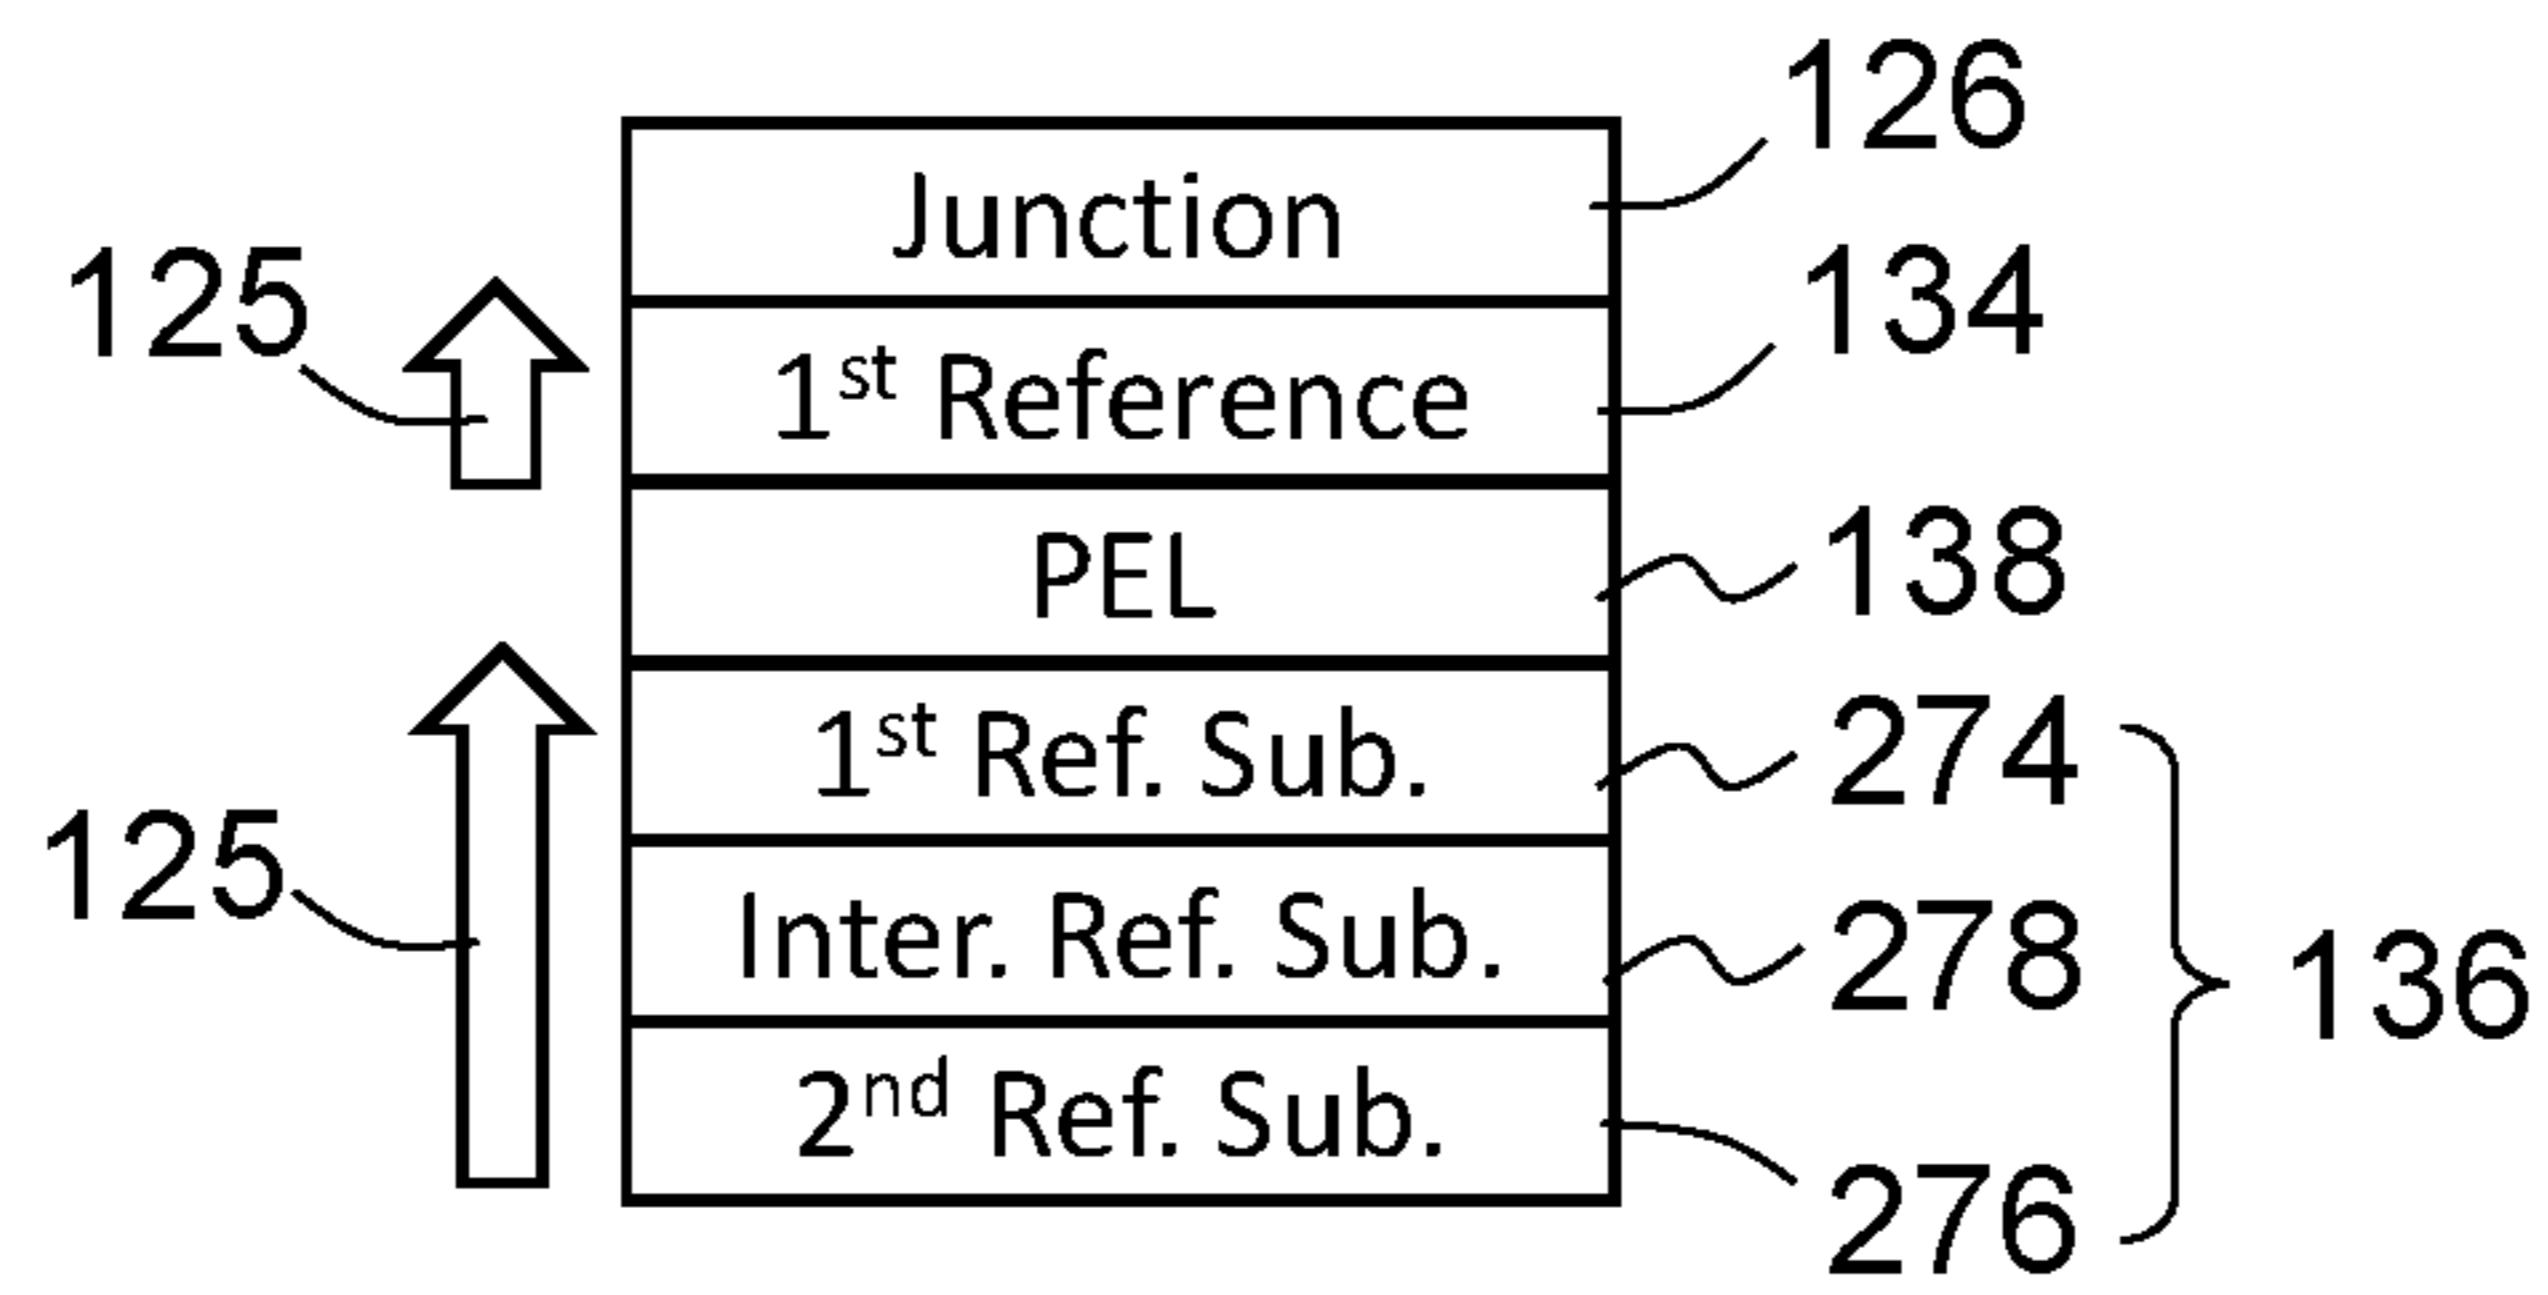 126
Junction
125
134
1st Reference
138
PEL
274
1st Ref. Sub.
125
278
Inter. Ref. Sub.
136
2nd Ref. Sub.
276